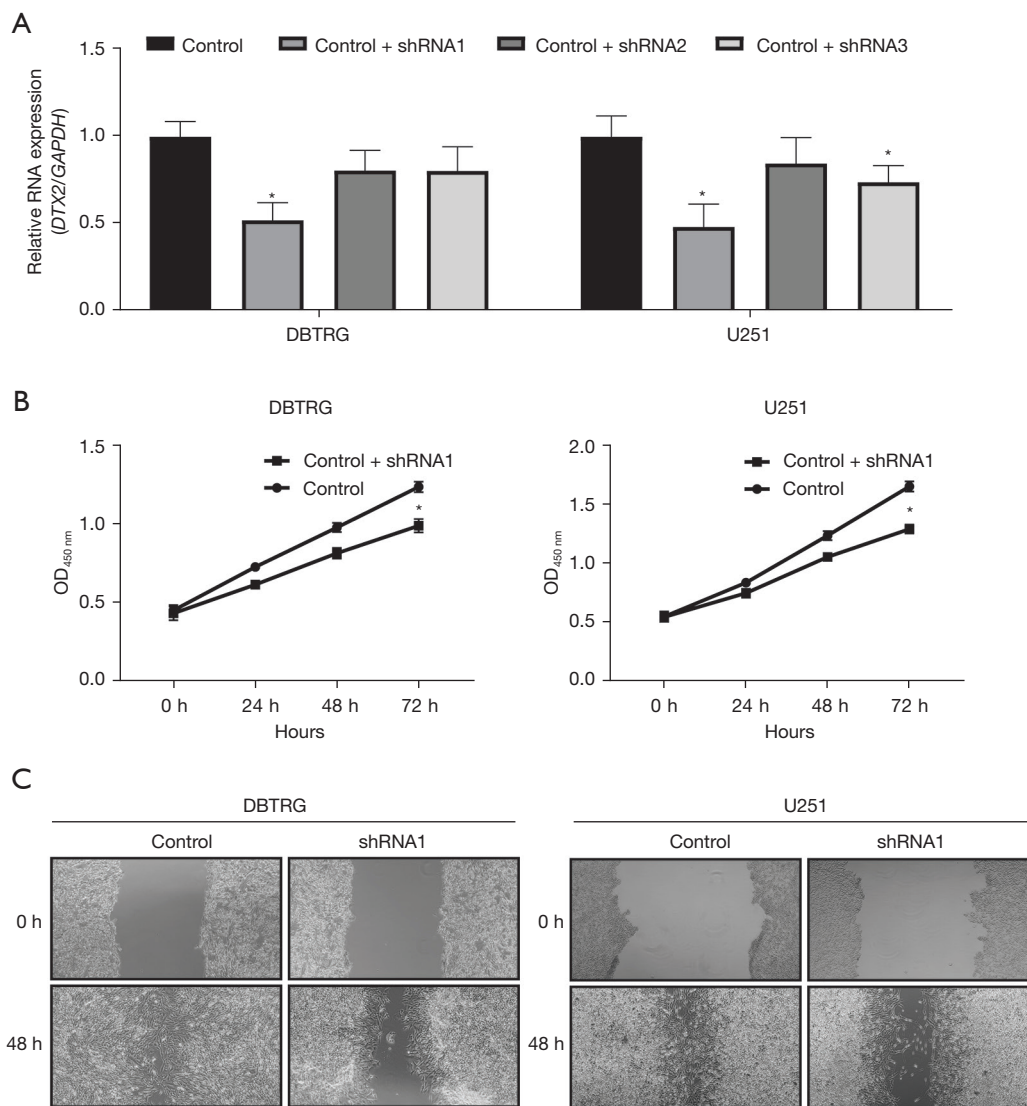 A
Control
Control + shRNA1
Control + shRNA2
Control + shRNA3
Relative RNA expression
(DTX2/GAPDH)
1.5
1.0
0.5
0.0
*
*
*
DBTRG
U251
B
DBTRG
OD450 nm
1.5
1.0
0.5
0.0
Control + shRNA1
Control
*
0 h 24 h 48 h 72 h
Hours
U251
OD450 nm
2.0
1.5
1.0
0.5
0.0
Control + shRNA1
Control
*
0 h 24 h 48 h 72 h
Hours
C
DBTRG
U251
Control shRNA1
Control shRNA1
0 h
0 h
48 h
48 h